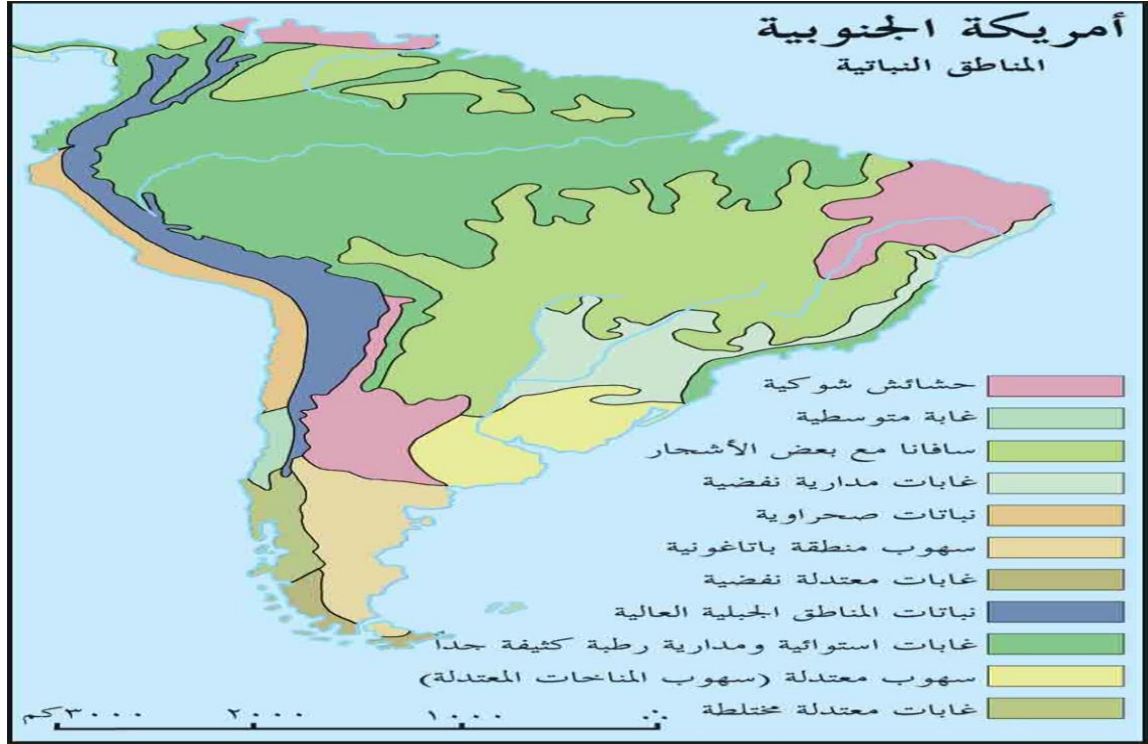 أمريكة الجنوبية
المناطق النباتية
حشائش شوكية
غابة متوسطية
سافانا مع بعض الأشجار
غابات مدارية نفضية
نباتات صحراوية
سهوب منطقة باتاغونية
غابات معتدلة نفضية
نباتات المناطق الجبلية العالية
غابات استوائية ومدارية رطبة كثيفة جداً
سهوب معتدلة (سهوب المناخات المعتدلة)
غابات معتدلة مختلطة
٣٠٠٠ كم ٢٠٠٠ ١٠٠٠ ٠